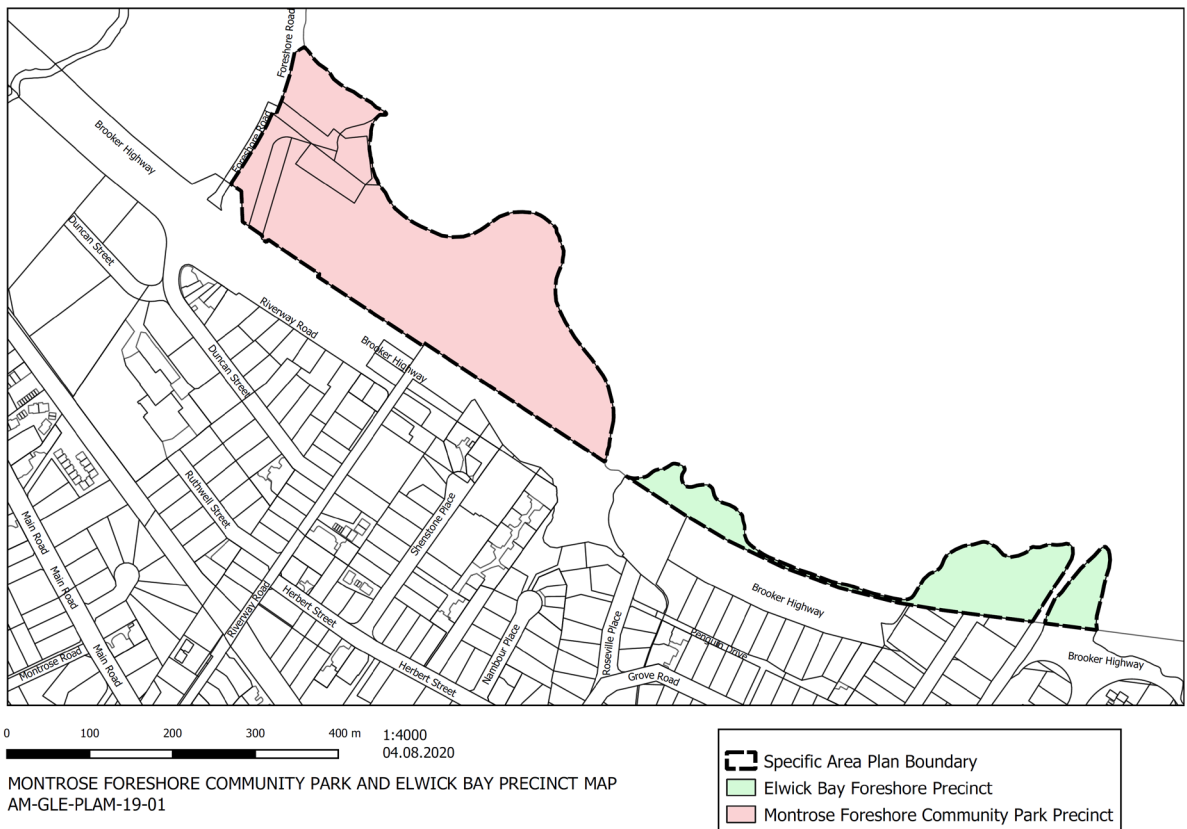 Foreshore Road
Brooker Highway
Foreshore Road
Duncan Street
Riverway Road
Brooker Highway
Duncan Street
Ruthwell Street
Shenstone Place
Main Road
Main Road
Riverway Road
Herbert Street
Brooker Highway
Roseville Place
Penguin Drive
Nambour Place
Montrose Road
Main Road
Herbert Street
Grove Road
Brooker Highway
0 100 200 300 400 m 1:4000
04.08.2020
MONTROSE FORESHORE COMMUNITY PARK AND ELWICK BAY PRECINCT MAP
AM-GLE-PLAM-19-01
Specific Area Plan Boundary
Elwick Bay Foreshore Precinct
Montrose Foreshore Community Park Precinct